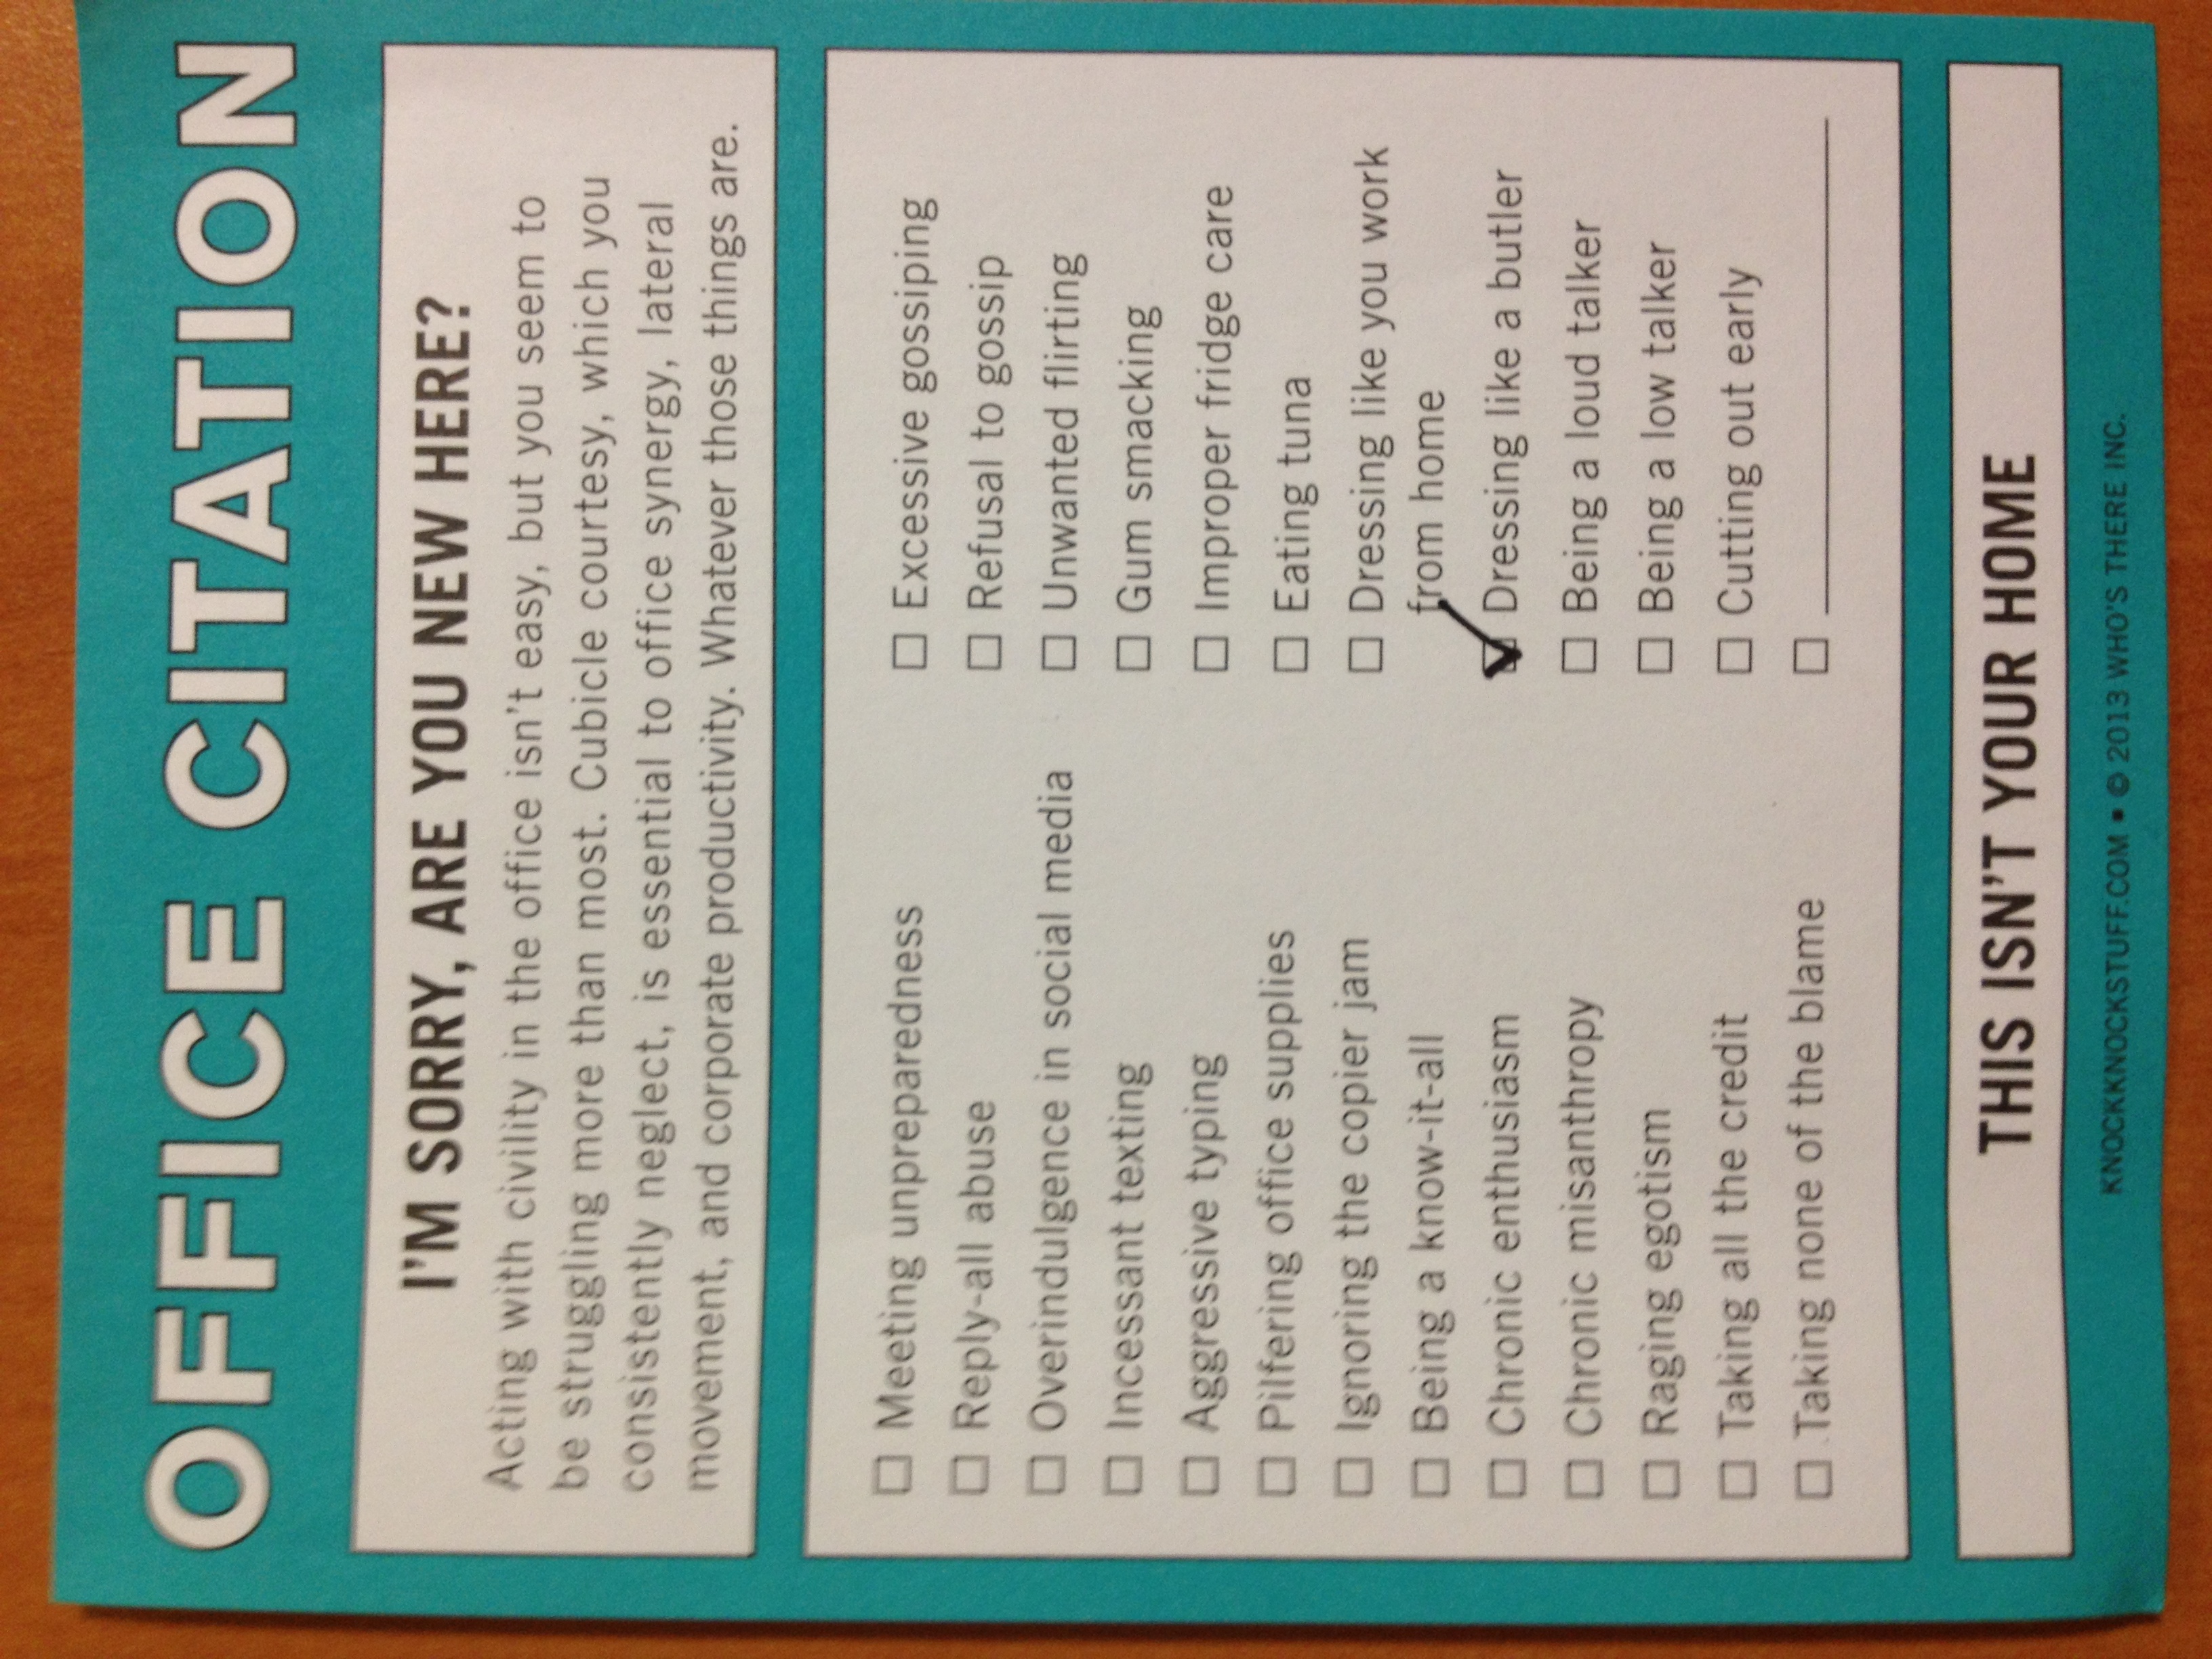 OFFICE CITATION
I'M SORRY, ARE YOU NEW HERE?
Acting with civility in the office isn't easy, but you seem to
be struggling more than most. Cubicle courtesy, which you
consistently neglect, is essential to office synergy, lateral
movement, and corporate productivity. Whatever those things are.
Meeting unpreparedness
Reply-all abuse
Overindulgence in social media
Incessant texting
Aggressive typing
Pilfering office supplies
Ignoring the copier jam
Being a know-it-all
Chronic enthusiasm
Chronic misanthropy
Raging egotism
Taking all the credit
Taking none of the blame
Excessive gossiping
Refusal to gossip
Unwanted flirting
Gum smacking
Improper fridge care
Eating tuna
Dressing like you work
from home
Dressing like a butler
Being a loud talker
Being a low talker
Cutting out early
THIS ISN'T YOUR HOME
KNOCKKNOCKSTUFF.COM ▪ © 2013 WHO'S THERE INC.